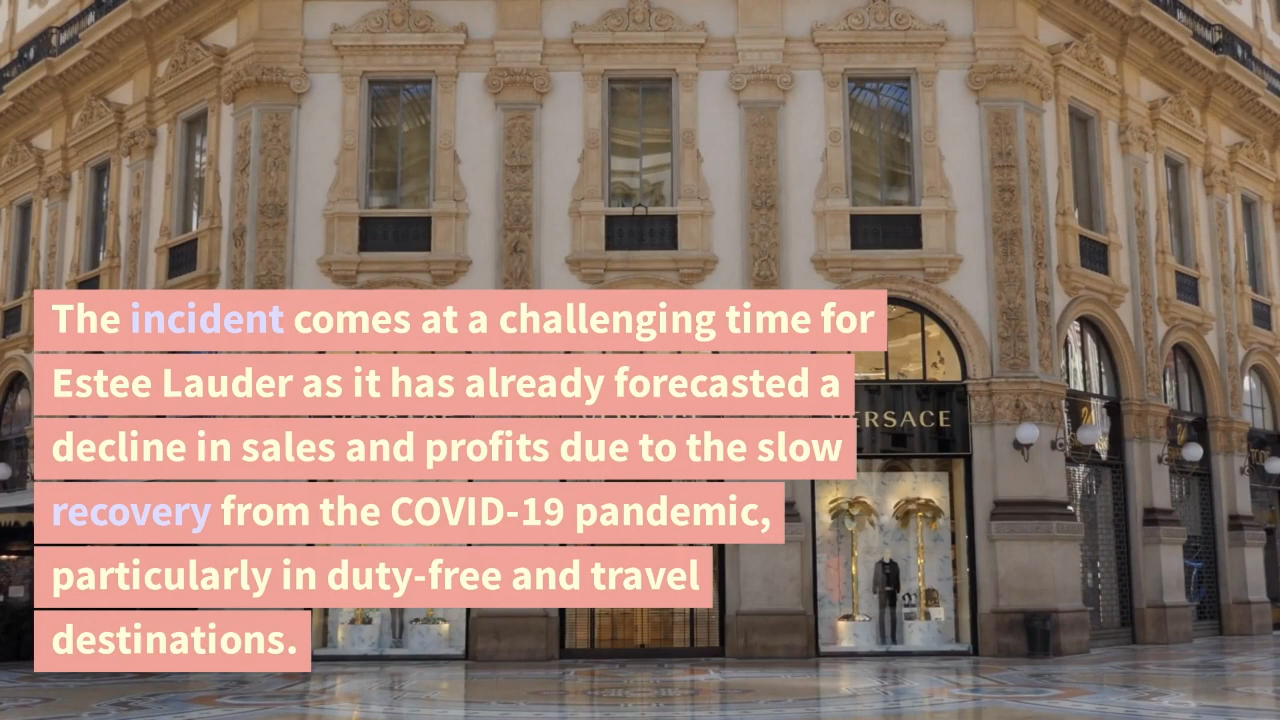 The incident comes at a challenging time for
Estee Lauder as it has already forecasted a
decline in sales and profits due to the slow
recovery from the COVID-19 pandemic,
particularly in duty-free and travel
destinations.
VERSACE